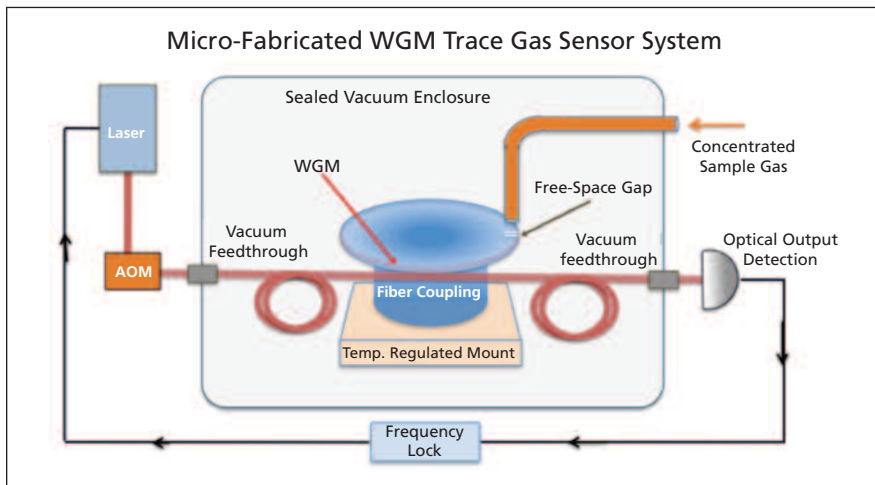 Micro-Fabricated WGM Trace Gas Sensor System
Sealed Vacuum Enclosure
Laser
Concentrated
Sample Gas
WGM
Free-Space Gap
Vacuum
Feedthrough
Vacuum
feedthrough
Optical Output
Detection
AOM
Fiber Coupling
Temp. Regulated Mount
Frequency
Lock